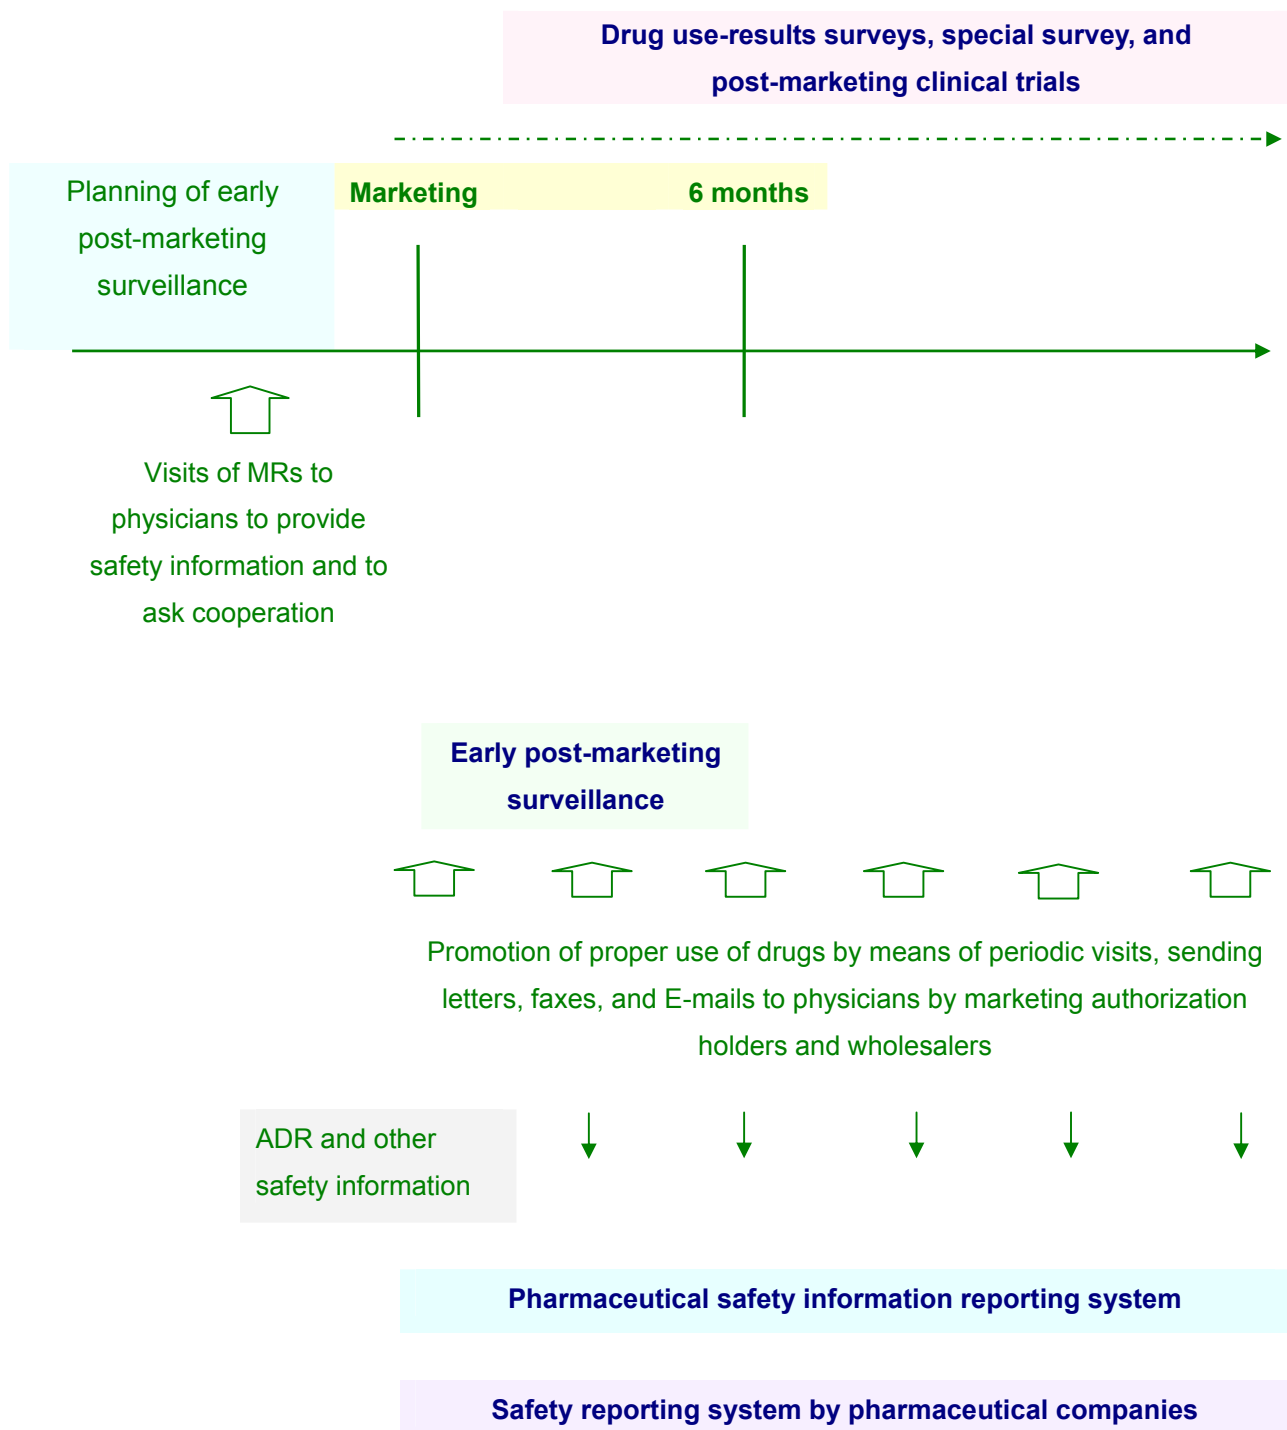 Drug use-results surveys, special survey, and
post-marketing clinical trials
Planning of early
post-marketing
surveillance
Marketing
6 months
Visits of MRs to
physicians to provide
safety information and to
ask cooperation
Early post-marketing
surveillance
Promotion of proper use of drugs by means of periodic visits, sending
letters, faxes, and E-mails to physicians by marketing authorization
holders and wholesalers
ADR and other
safety information
Pharmaceutical safety information reporting system
Safety reporting system by pharmaceutical companies